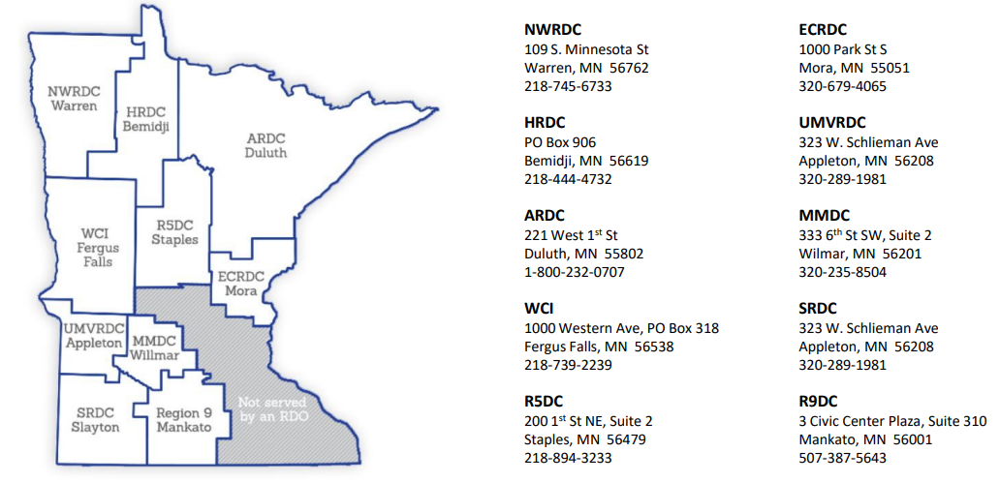 NWRDC
Warren
HRDC
Bemidji
ARDC
Duluth
WCI
Fergus
Falls
R5DC
Staples
ECRDC
Mora
UMVRDC
Appleton
MMDC
Willmar
SRDC
Slayton
Region 9
Mankato
Not served
by an RDO
NWRDC
109 S. Minnesota St
Warren, MN 56762
218-745-6733
HRDC
PO Box 906
Bemidji, MN 56619
218-444-4732
ARDC
221 West 1st St
Duluth, MN 55802
1-800-232-0707
WCI
1000 Western Ave, PO Box 318
Fergus Falls, MN 56538
218-739-2239
R5DC
200 1st St NE, Suite 2
Staples, MN 56479
218-894-3233
ECRDC
1000 Park St S
Mora, MN 55051
320-679-4065
UMVRDC
323 W. Schlieman Ave
Appleton, MN 56208
320-289-1981
MMDC
333 6th St SW, Suite 2
Wilmar, MN 56201
320-235-8504
SRDC
323 W. Schlieman Ave
Appleton, MN 56208
320-289-1981
R9DC
3 Civic Center Plaza, Suite 310
Mankato, MN 56001
507-387-5643